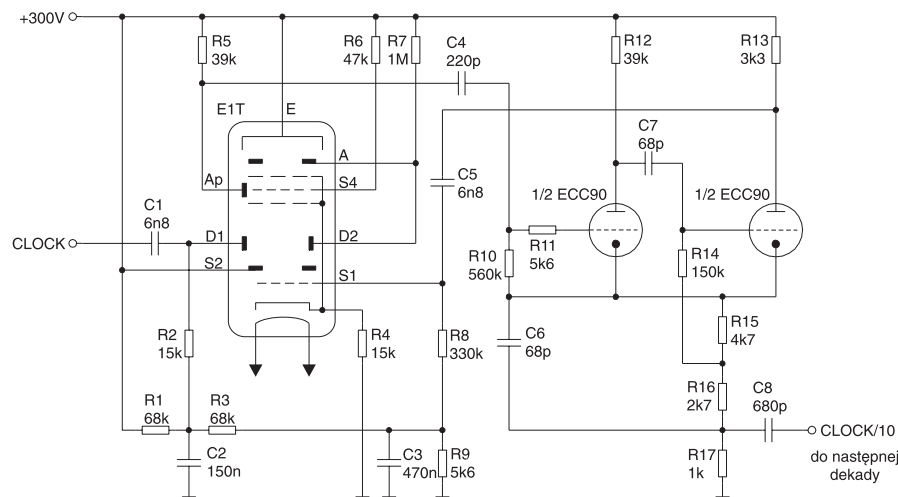 +300V
R5
39k
E1T
E
R6
47k
R7
1M
C4
220p
R12
39k
R13
3k3
A
Ap
S4
C5
6n8
C7
68p
1/2 ECC90
1/2 ECC90
C1
6n8
CLOCK
D1
D2
S2
S1
R10
560k
R11
5k6
R14
150k
R2
15k
R4
15k
R8
330k
C6
68p
R15
4k7
R1
68k
R3
68k
R16
2k7
C8
680p
C2
150n
C3
470n
R9
5k6
R17
1k
CLOCK/10
do następnej
dekady